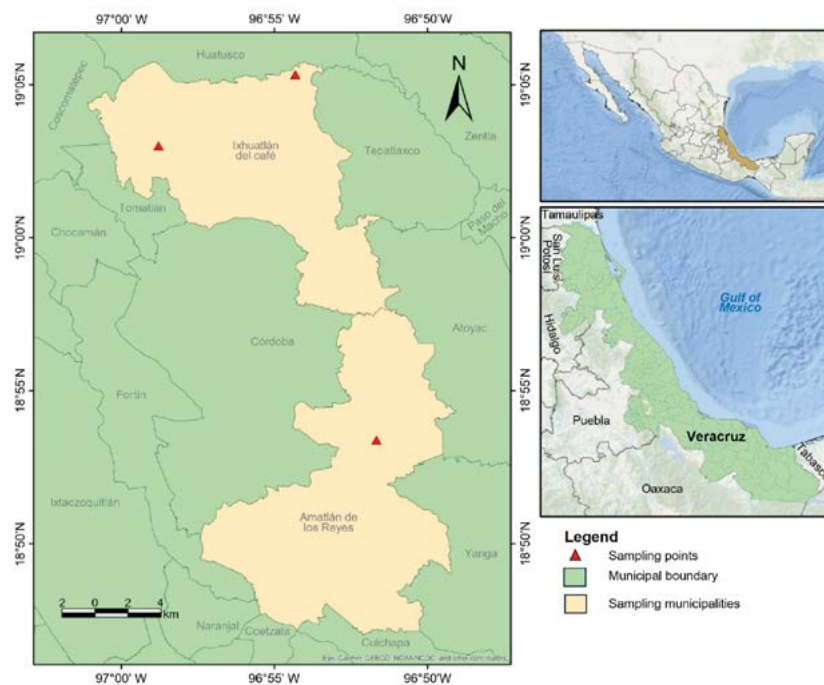 97°00' W
96°55' W
96°50' W
N
19°05'N
19°00'N
18°55'N
18°50'N
Huatusco
Coscomatepec
Ixhuatlán
del café
Zentla
Tepatlaxco
Tomatlán
Paso del
Macho
Chocamán
Córdoba
Atoyac
Fortín
Ixtaczoquitlán
Amatlán de
los Reyes
Yanga
Naranjal
Coetzala
Cuichapa
2 0 2 4
km
19°05'N
19°00'N
18°55'N
18°50'N
97°00' W
96°55' W
96°50' W
Tamaulipas
San Luis
Potosí
Hidalgo
Gulf of
Mexico
Puebla
Veracruz
Tabasco
Oaxaca
Legend
Sampling points
Municipal boundary
Sampling municipalities